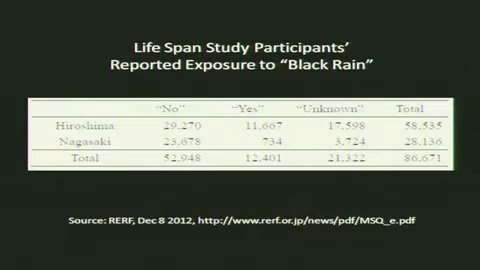 Life Span Study Participants’
Reported Exposure to “Black Rain”
“No” “Yes” “Unknown” Total
Hiroshima 29,270 11,667 17,598 58,535
Nagasaki 23,678 734 3,724 28,136
Total 52,948 12,401 21,322 86,671
Source: RERF, Dec 8 2012, http://www.rerf.or.jp/news/pdf/MSQ_e.pdf